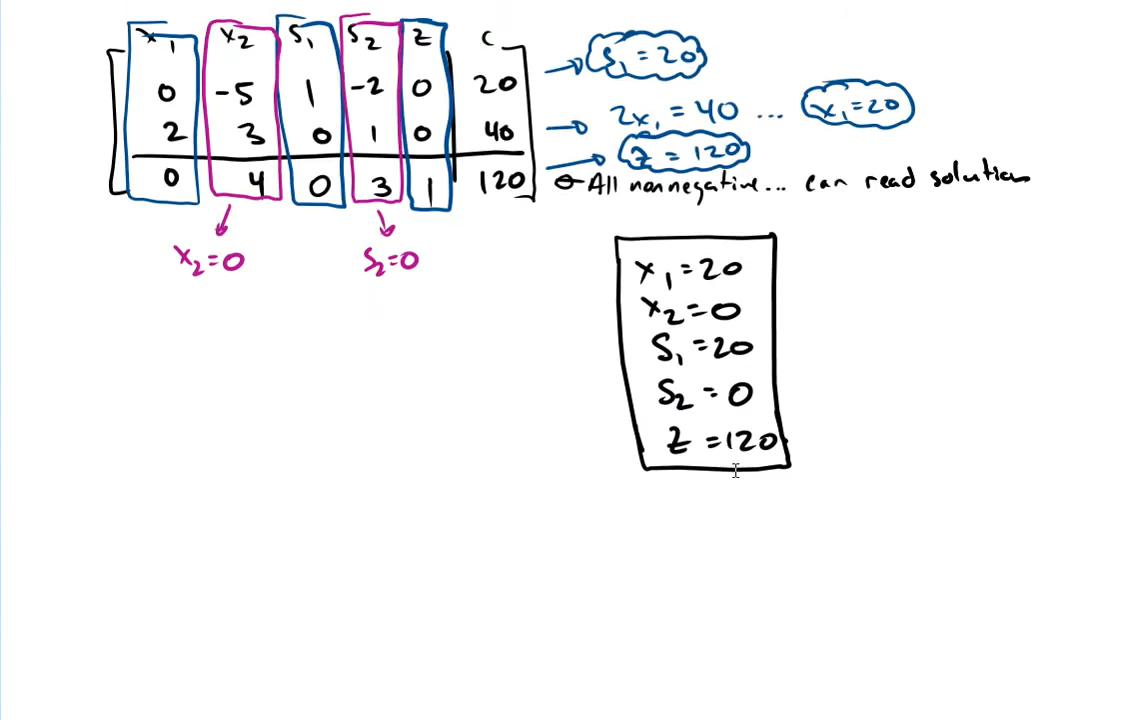 x₁ x₂ s₁ s₂ z C
0 -5 1 -2 0 20 → s₁ = 20
2 3 0 1 0 40 → 2x₁ = 40 ... x₁ = 20
→ z = 120
0 4 0 3 1 120 ← All nonnegative... can read solution
x₂ = 0 s₂ = 0
x₁ = 20
x₂ = 0
s₁ = 20
s₂ = 0
z = 120